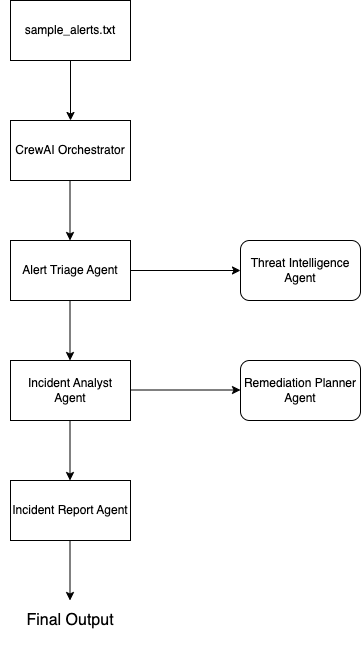 sample_alerts.txt
CrewAI Orchestrator
Alert Triage Agent
Threat Intelligence
Agent
Incident Analyst
Agent
Remediation Planner
Agent
Incident Report Agent
Final Output